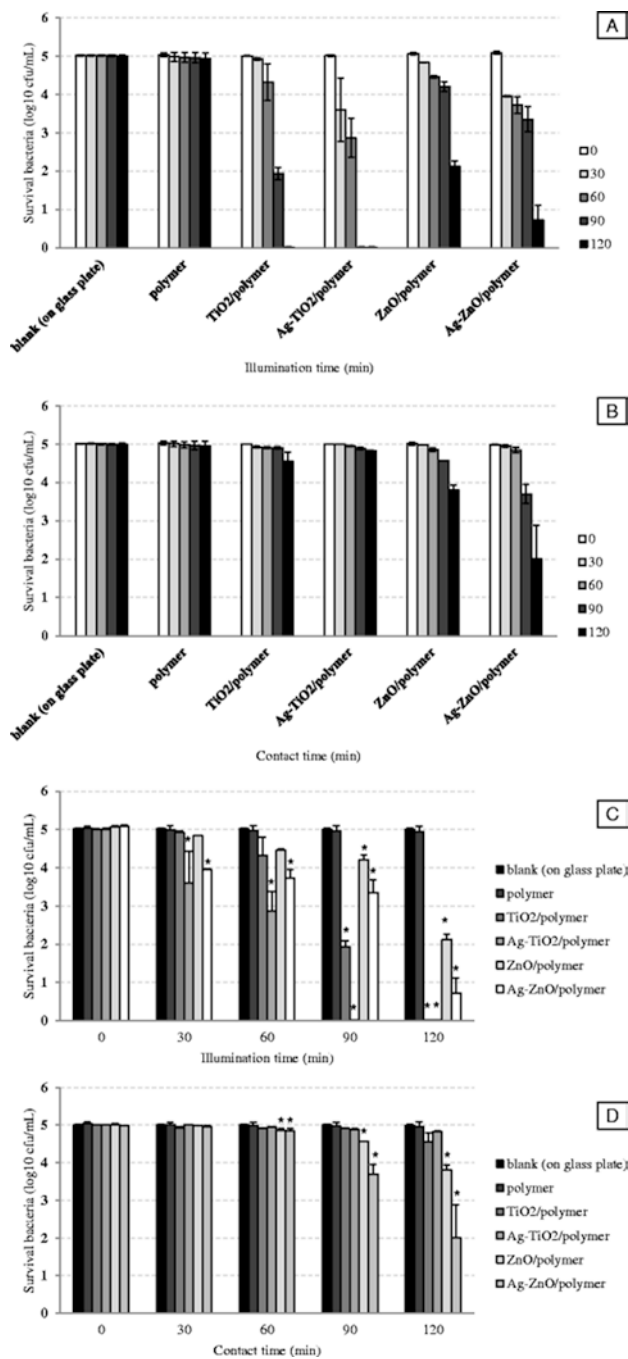 A
Survival bacteria (log10 cfu/mL)
6
5
4
3
2
1
0
blank (on glass plate)
polymer
TiO2/polymer
Ag-TiO2/polymer
ZnO/polymer
Ag-ZnO/polymer
Illumination time (min)
0
30
60
90
120
B
Survival bacteria (log10 cfu/mL)
6
5
4
3
2
1
0
blank (on glass plate)
polymer
TiO2/polymer
Ag-TiO2/polymer
ZnO/polymer
Ag-ZnO/polymer
Contact time (min)
0
30
60
90
120
C
Survival bacteria (log10 cfu/mL)
6
5
4
3
2
1
0
* *
* *
* * * *
* * * *
0 30 60 90 120
Illumination time (min)
blank (on glass plate)
polymer
TiO2/polymer
Ag-TiO2/polymer
ZnO/polymer
Ag-ZnO/polymer
D
Survival bacteria (log10 cfu/mL)
6
5
4
3
2
1
0
* *
* *
* *
0 30 60 90 120
Contact time (min)
blank (on glass plate)
polymer
TiO2/polymer
Ag-TiO2/polymer
ZnO/polymer
Ag-ZnO/polymer